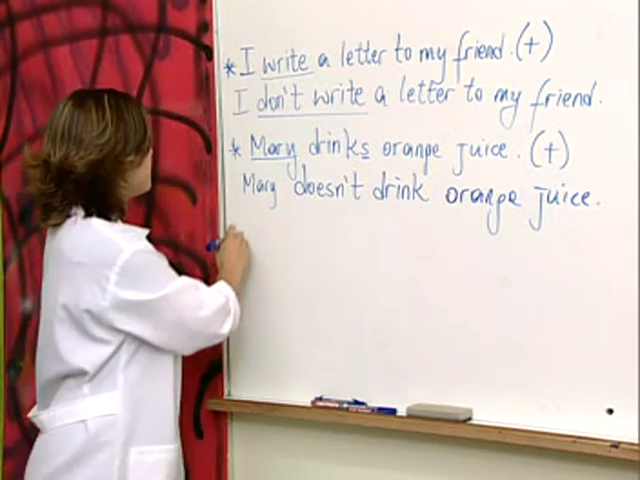 * I write a letter to my friend. (+)
I don't write a letter to my friend.
* Mary drinks orange juice. (+)
Mary doesn't drink orange juice.